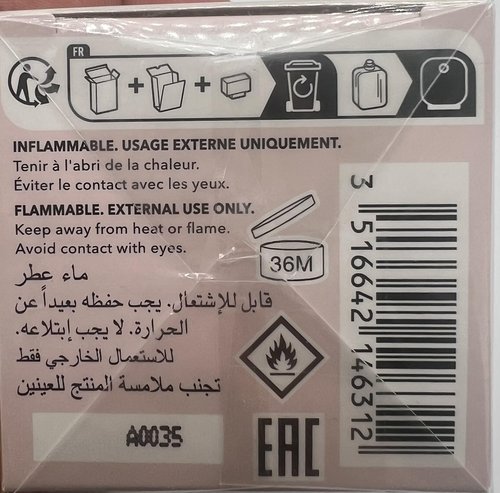 FR
INFLAMMABLE. USAGE EXTERNE UNIQUEMENT.
Tenir à l'abri de la chaleur.
Éviter le contact avec les yeux.
FLAMMABLE. EXTERNAL USE ONLY.
Keep away from heat or flame.
Avoid contact with eyes.
36M
ماء عطر
قابل للإشتعال. يجب حفظه بعيداً عن
الحرارة. لا يجب إبتلاعه.
للاستعمال الخارجي فقط
تجنب ملامسة المنتج للعينين
A0035
EAC
3 516642 146312